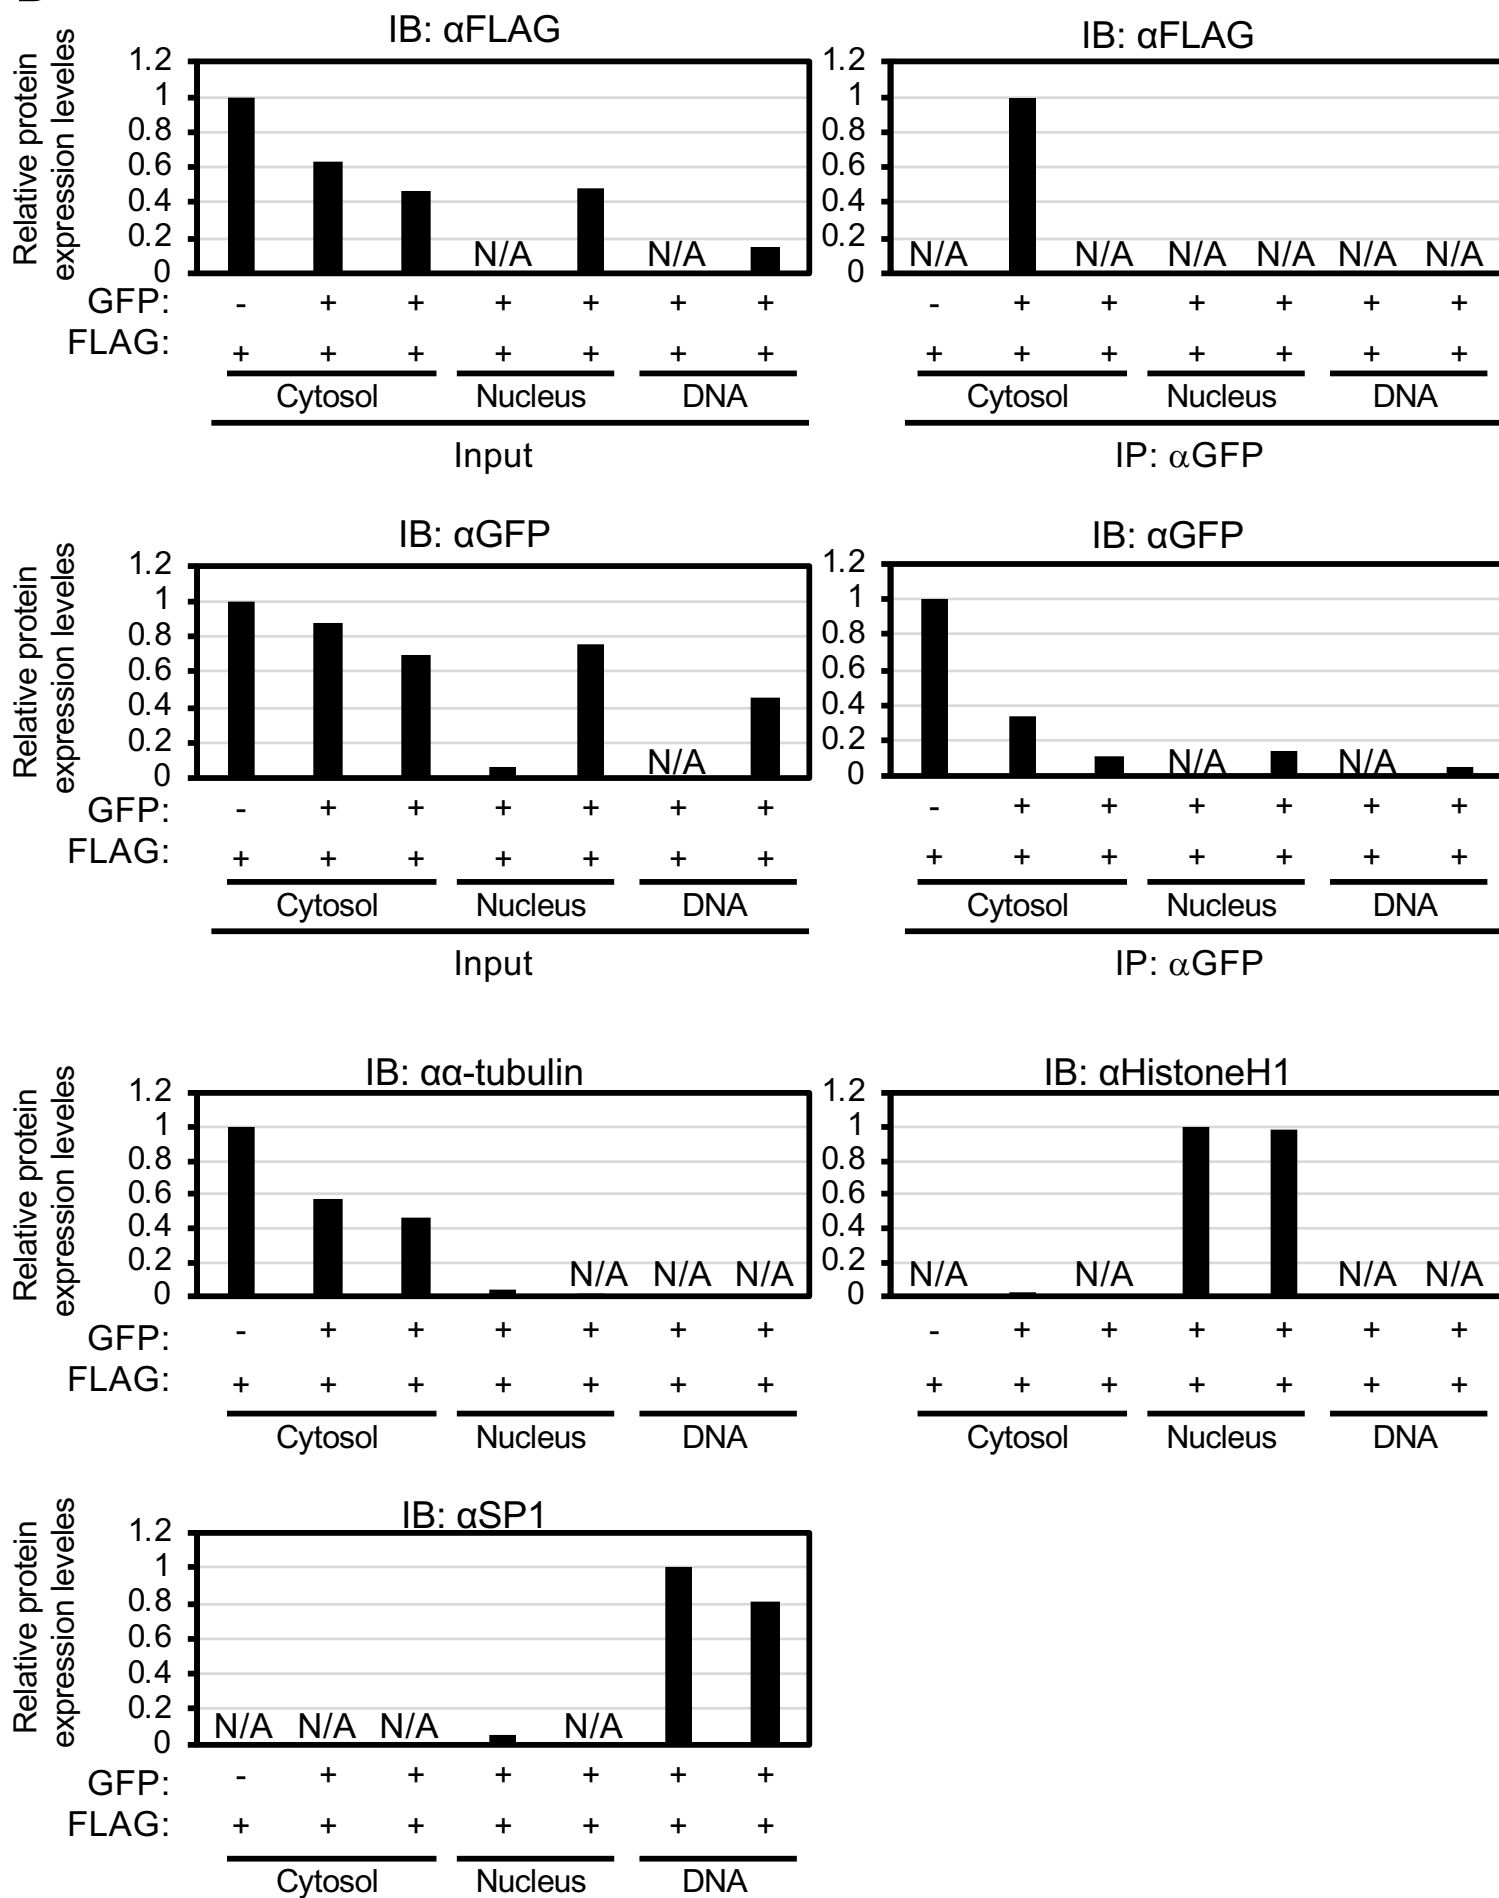 IB: αFLAG
Relative protein
expression leveles
1.2
1
0.8
0.6
0.4
0.2
0
N/A N/A
GFP: - + + + + + +
FLAG: + + + + + + +
Cytosol Nucleus DNA
Input
IB: αFLAG
1.2
1
0.8
0.6
0.4
0.2
0
N/A N/A N/A N/A N/A N/A
- + + + + + +
+ + + + + + +
Cytosol Nucleus DNA
IP: αGFP
IB: αGFP
Relative protein
expression leveles
1.2
1
0.8
0.6
0.4
0.2
0
N/A
GFP: - + + + + + +
FLAG: + + + + + + +
Cytosol Nucleus DNA
Input
IB: αGFP
1.2
1
0.8
0.6
0.4
0.2
0
N/A N/A
- + + + + + +
+ + + + + + +
Cytosol Nucleus DNA
IP: αGFP
IB: αα-tubulin
Relative protein
expression leveles
1.2
1
0.8
0.6
0.4
0.2
0
N/A N/A N/A
GFP: - + + + + + +
FLAG: + + + + + + +
Cytosol Nucleus DNA
IB: αHistoneH1
1.2
1
0.8
0.6
0.4
0.2
0
N/A N/A N/A N/A
- + + + + + +
+ + + + + + +
Cytosol Nucleus DNA
IB: αSP1
Relative protein
expression leveles
1.2
1
0.8
0.6
0.4
0.2
0
N/A N/A N/A N/A
GFP: - + + + + + +
FLAG: + + + + + + +
Cytosol Nucleus DNA